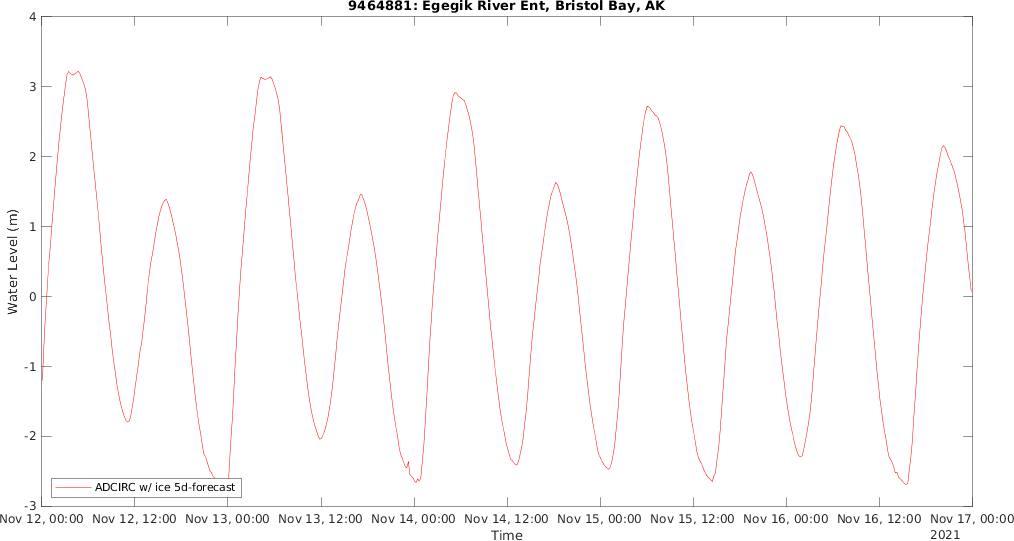 9464881: Egegik River Ent, Bristol Bay, AK
4
3
2
1
0
-1
-2
-3
Water Level (m)
ADCIRC w/ ice 5d-forecast
Nov 12, 00:00 Nov 12, 12:00 Nov 13, 00:00 Nov 13, 12:00 Nov 14, 00:00 Nov 14, 12:00 Nov 15, 00:00 Nov 15, 12:00 Nov 16, 00:00 Nov 16, 12:00 Nov 17, 00:00
Time
2021